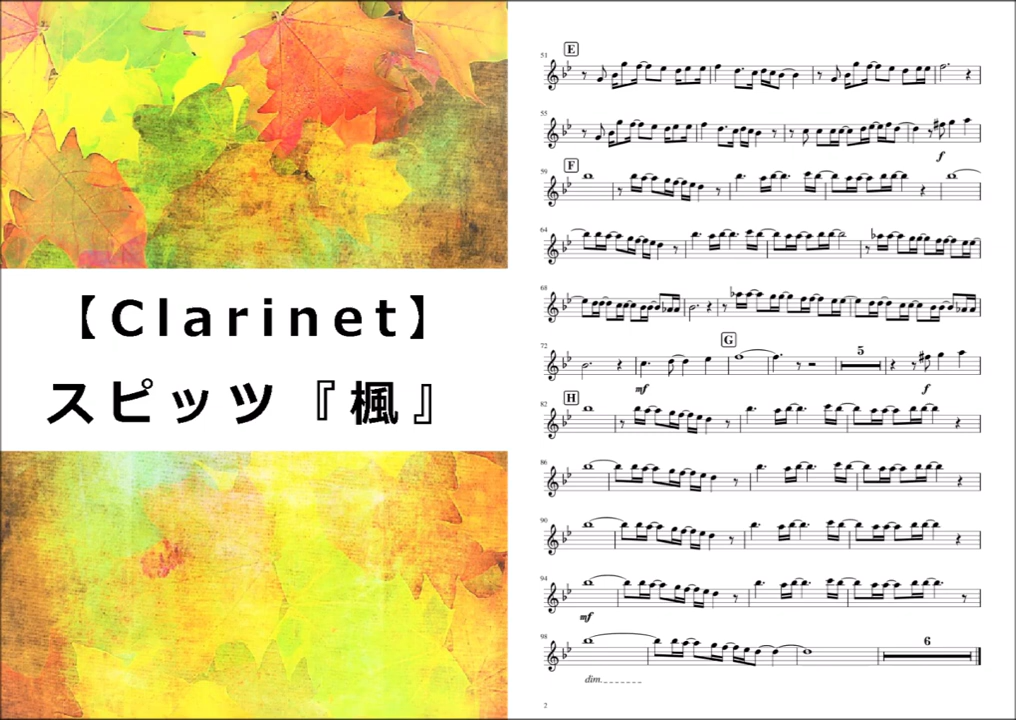 【Clarinet】
スピッツ『楓』
E
51
55
f
F
59
64
68
G
72
5
mf
f
H
82
86
90
94
mf
98
6
dim.
2